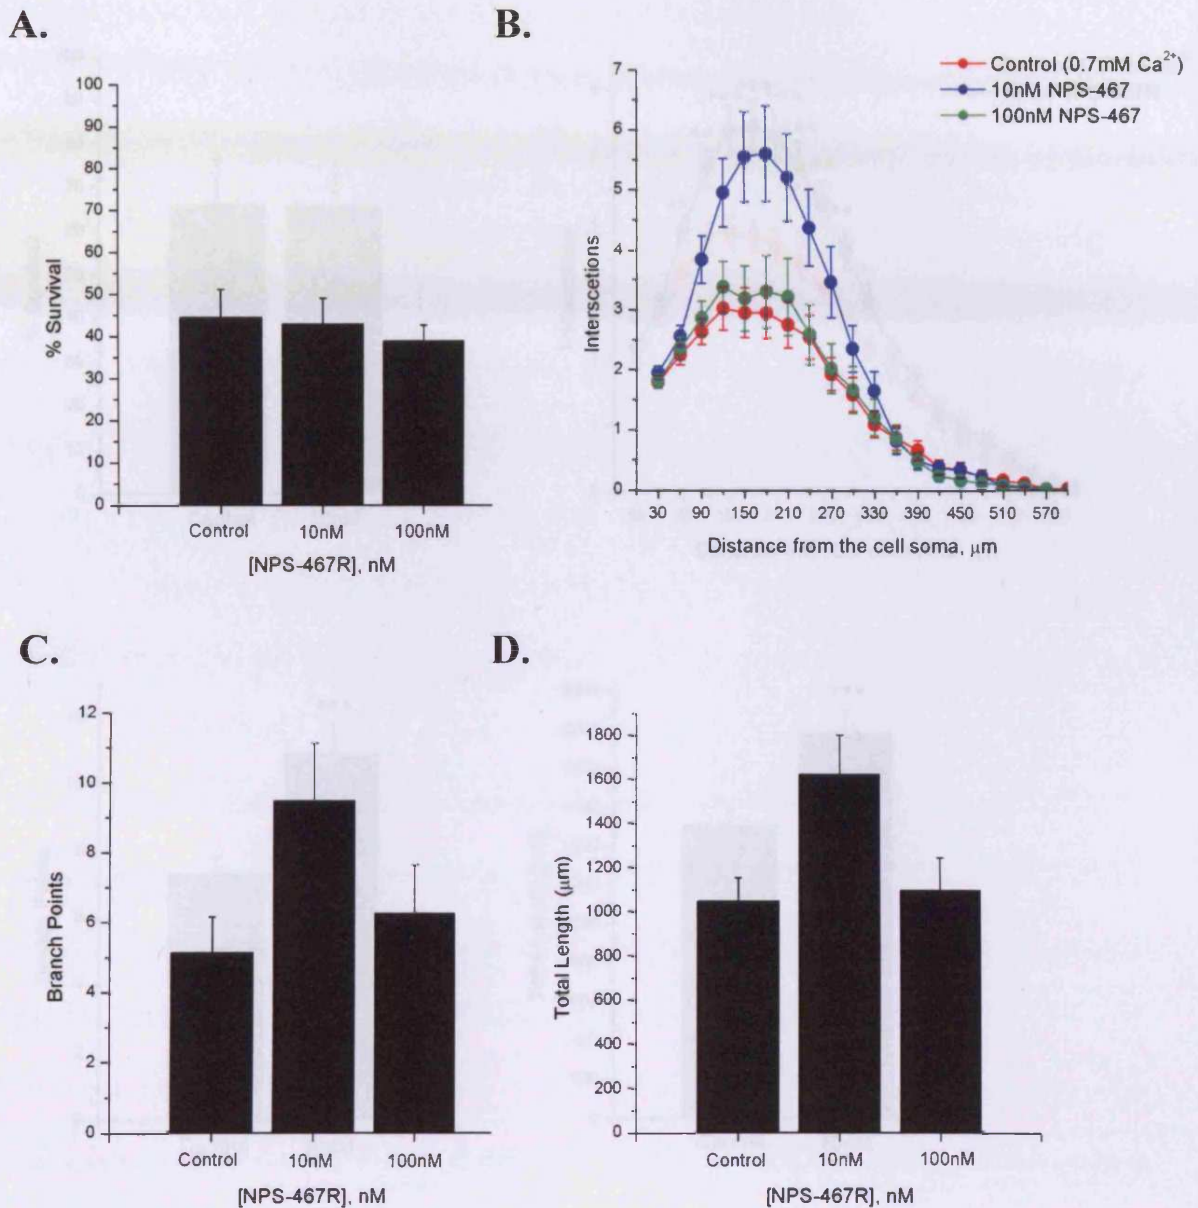 A.
100
90
80
70
60
50
40
30
20
10
0
% Survival
Control 10nM 100nM
[NPS-467R], nM
B.
Control (0.7mM Ca²⁺)
10nM NPS-467
100nM NPS-467
7
6
5
4
3
2
1
0
Interscetions
30 90 150 210 270 330 390 450 510 570
Distance from the cell soma, μm
C.
12
10
8
6
4
2
0
Branch Points
Control 10nM 100nM
[NPS-467R], nM
D.
1800
1600
1400
1200
1000
800
600
400
200
0
Total Length (μm)
Control 10nM 100nM
[NPS-467R], nM